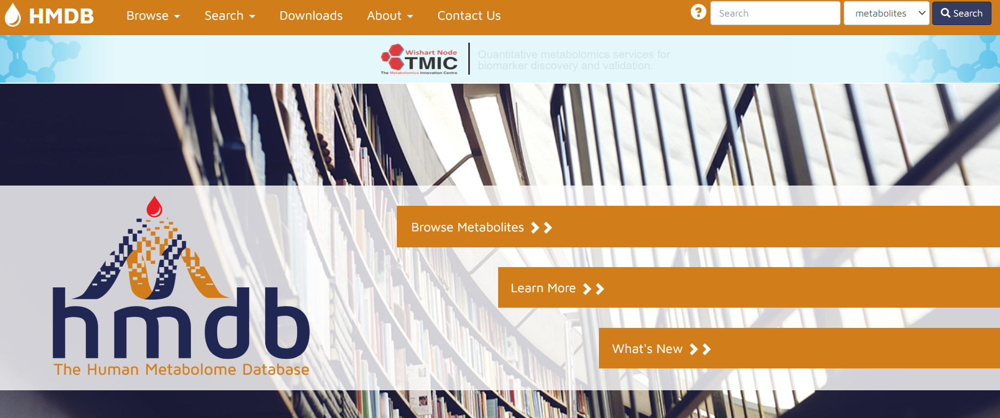 HMDB
Browse
Search
Downloads
About
Contact Us
?
Search
metabolites
Search
Wishart Node
TMIC
The Metabolomics Innovation Centre
Quantitative metabolomics services for
biomarker discovery and validation.
Browse Metabolites
Learn More
What's New
hmdb
The Human Metabolome Database